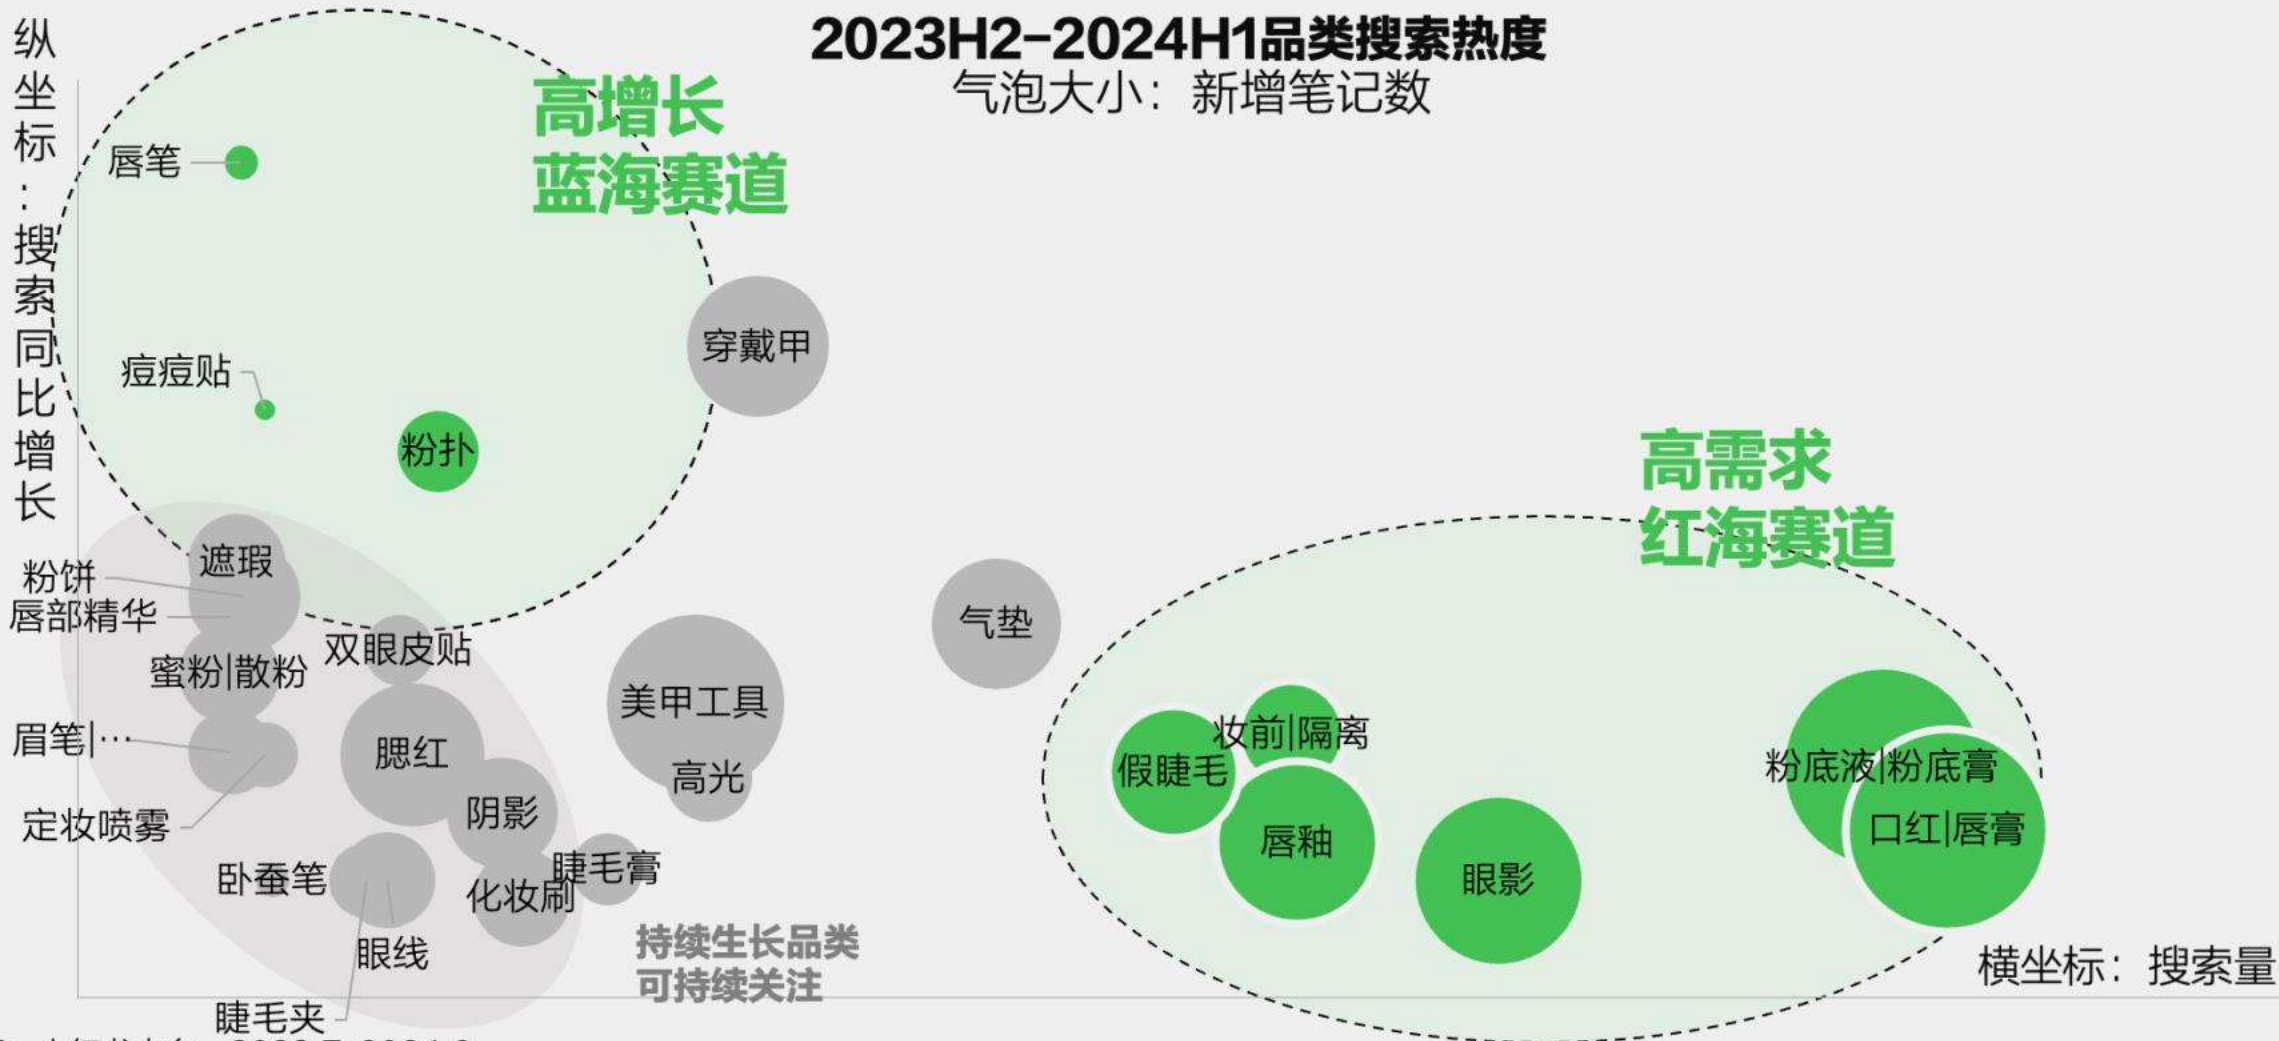 2023H2-2024H1品类搜索热度
气泡大小：新增笔记数
纵坐标：搜索同比增长
高增长
蓝海赛道
唇笔
穿戴甲
痘痘贴
粉扑
高需求
红海赛道
遮瑕
粉饼
唇部精华
气垫
双眼皮贴
蜜粉|散粉
美甲工具
眉笔|…
腮红
高光
妆前|隔离
假睫毛
粉底液|粉底膏
定妆喷雾
阴影
口红|唇膏
唇釉
卧蚕笔
睫毛膏
化妆刷
眼影
眼线
持续生长品类
可持续关注
横坐标：搜索量
睫毛夹